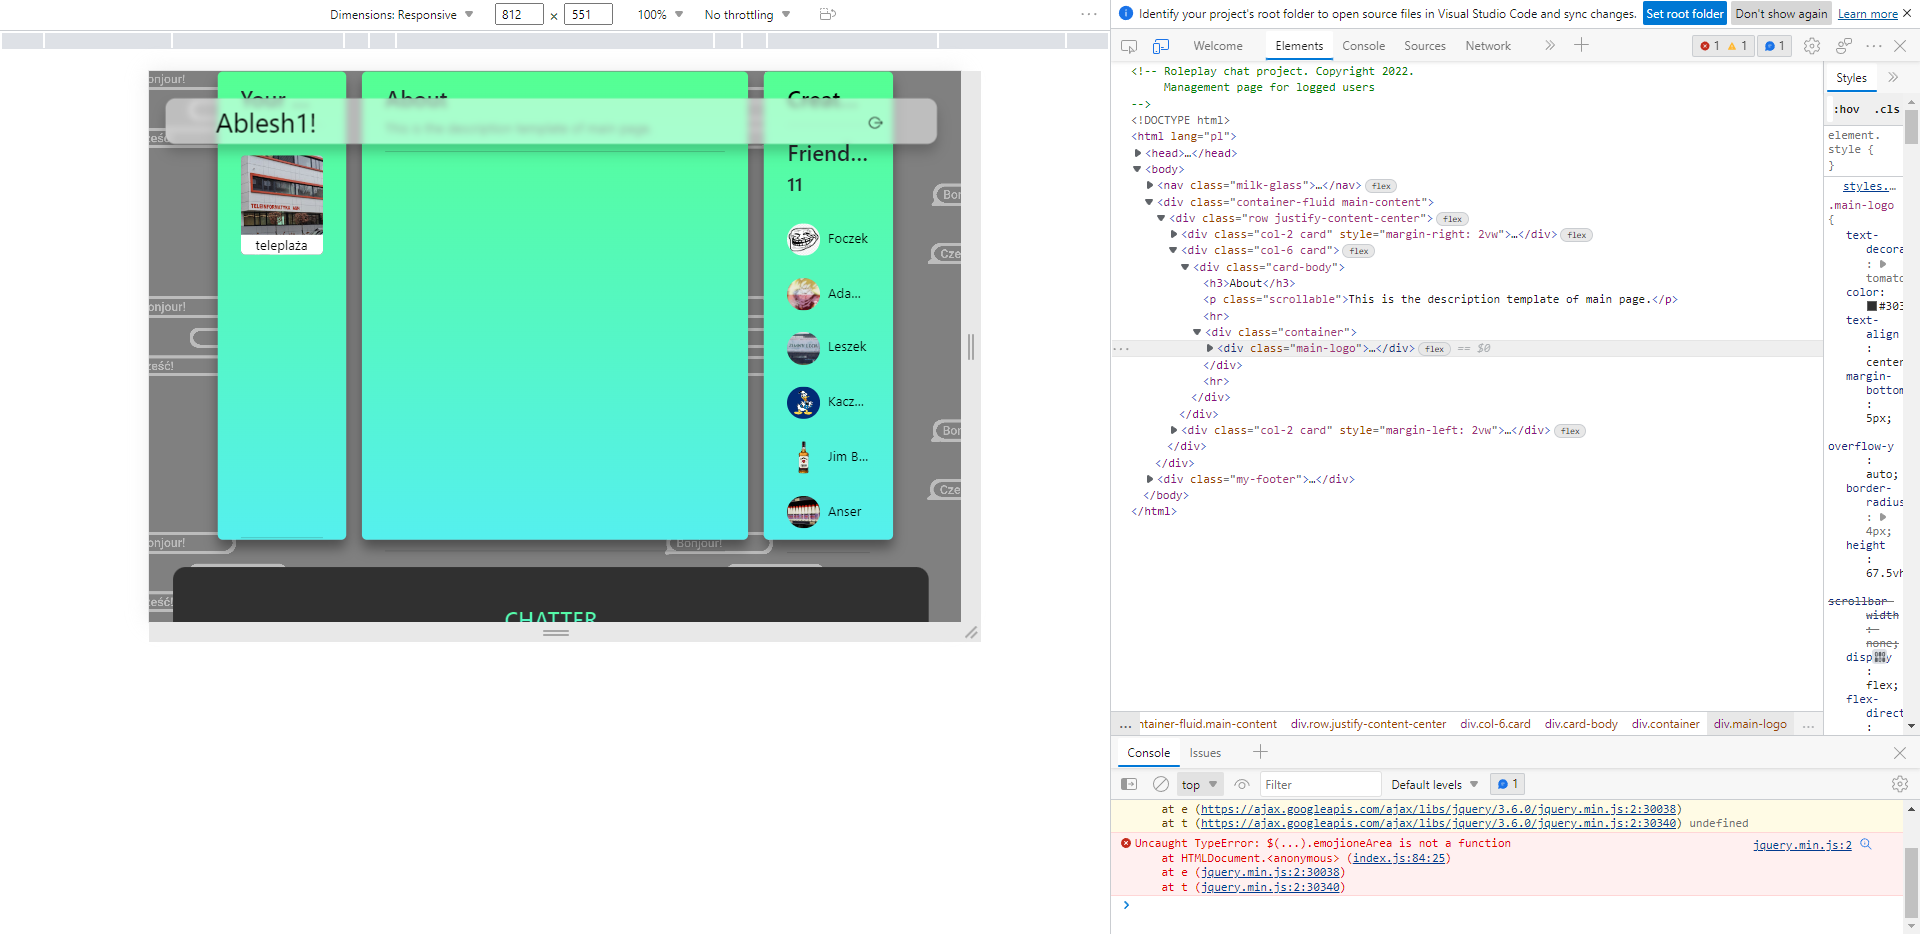 Dimensions: Responsive
812 x 551
100%
No throttling
onjour!
Your ...
About
Creat...
Ablesh1!
This is the description template of main page.
Friend...
11
teleplaża
Foczek
Ada...
Leszek
Kacz...
Jim B...
Anser
Bon
Cze
onjour!
eść!
Bon
Cze
onjour!
Bonjour!
eść!
CHATTER
Identify your project's root folder to open source files in Visual Studio Code and sync changes.
Set root folder
Don't show again
Learn more
Welcome
Elements
Console
Sources
Network
1
1
1
<!-- Roleplay chat project. Copyright 2022.
Management page for logged users
-->
<!DOCTYPE html>
<html lang="pl">
<head>…</head>
<body>
<nav class="milk-glass">…</nav> flex
<div class="container-fluid main-content">
<div class="row justify-content-center"> flex
<div class="col-2 card" style="margin-right: 2vw">…</div> flex
<div class="col-6 card"> flex
<div class="card-body">
<h3>About</h3>
<p class="scrollable">This is the description template of main page.</p>
<hr>
<div class="container">
... <div class="main-logo">…</div> flex == $0
</div>
<hr>
</div>
</div>
<div class="col-2 card" style="margin-left: 2vw">…</div> flex
</div>
</div>
<div class="my-footer">…</div>
</body>
</html>
Styles
:hov .cls
element.
style {
}
styles.…
.main-logo
{
text-
decora
:
tomato
color:
#303
text-
align
:
center
margin-
bottom
:
5px;
overflow-y
:
auto;
border-
radius
:
4px;
height
:
67.5vh
scrollbar-
width
:
none;
disp y
:
flex;
flex-
direct
:
... ntainer-fluid.main-content div.row.justify-content-center div.col-6.card div.card-body div.container div.main-logo ...
Console
Issues
top
Filter
Default levels
1
at e (https://ajax.googleapis.com/ajax/libs/jquery/3.6.0/jquery.min.js:2:30038)
at t (https://ajax.googleapis.com/ajax/libs/jquery/3.6.0/jquery.min.js:2:30340) undefined
Uncaught TypeError: $(...).emojioneArea is not a function
jquery.min.js:2
at HTMLDocument.<anonymous> (index.js:84:25)
at e (jquery.min.js:2:30038)
at t (jquery.min.js:2:30340)